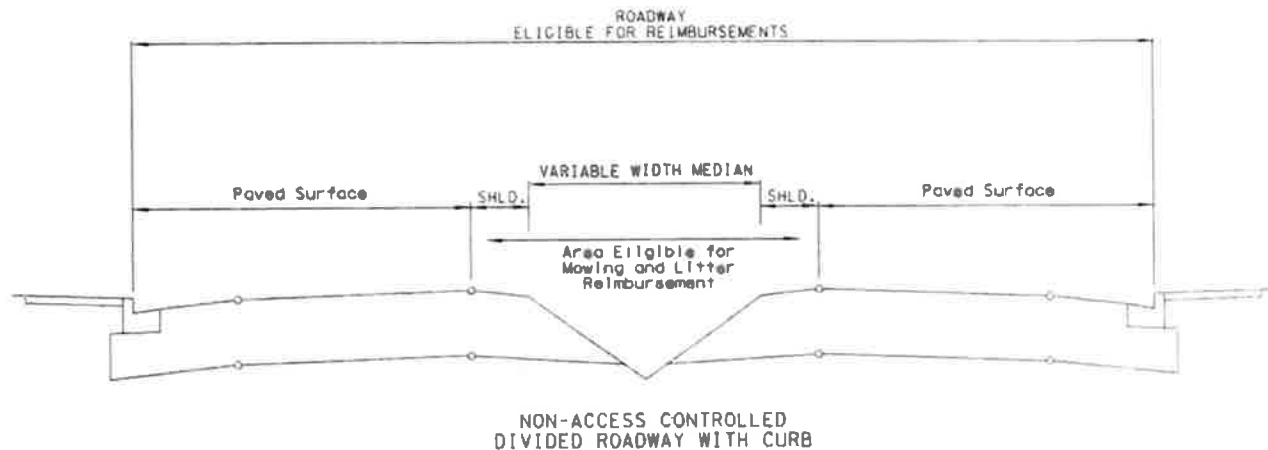 ROADWAY
ELIGIBLE FOR REIMBURSEMENTS
VARIABLE WIDTH MEDIAN
Paved Surface
SHLD.
SHLD.
Paved Surface
Area Eligible for
Mowing and Litter
Reimbursement
NON-ACCESS CONTROLLED
DIVIDED ROADWAY WITH CURB